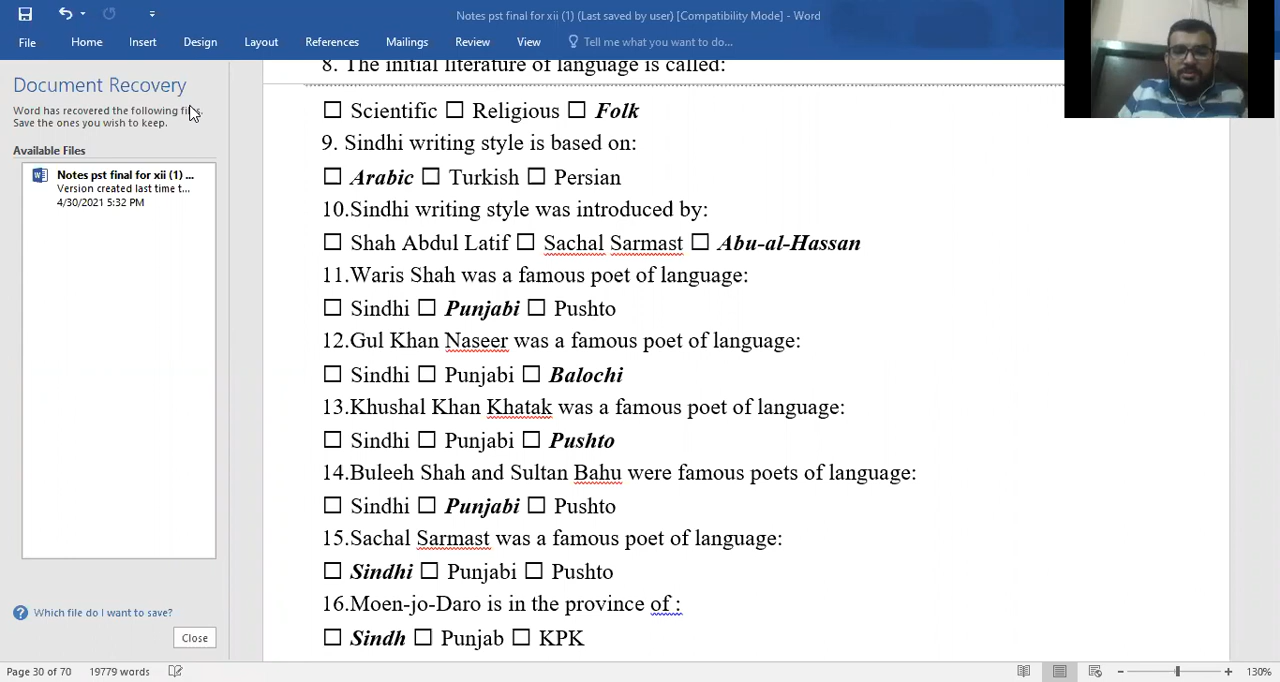 Notes pst final for xii (1) (Last saved by user) [Compatibility Mode] - Word
File Home Insert Design Layout References Mailings Review View Tell me what you want to do...
Document Recovery
Word has recovered the following files.
Save the ones you wish to keep.
Available Files
Notes pst final for xii (1) ...
Version created last time t...
4/30/2021 5:32 PM
Which file do I want to save?
Close
8. The initial literature of language is called:
☐ Scientific ☐ Religious ☐ Folk
9. Sindhi writing style is based on:
☐ Arabic ☐ Turkish ☐ Persian
10.Sindhi writing style was introduced by:
☐ Shah Abdul Latif ☐ Sachal Sarmast ☐ Abu-al-Hassan
11.Waris Shah was a famous poet of language:
☐ Sindhi ☐ Punjabi ☐ Pushto
12.Gul Khan Naseer was a famous poet of language:
☐ Sindhi ☐ Punjabi ☐ Balochi
13.Khushal Khan Khatak was a famous poet of language:
☐ Sindhi ☐ Punjabi ☐ Pushto
14.Buleeh Shah and Sultan Bahu were famous poets of language:
☐ Sindhi ☐ Punjabi ☐ Pushto
15.Sachal Sarmast was a famous poet of language:
☐ Sindhi ☐ Punjabi ☐ Pushto
16.Moen-jo-Daro is in the province of :
☐ Sindh ☐ Punjab ☐ KPK
Page 30 of 70 19779 words 130%